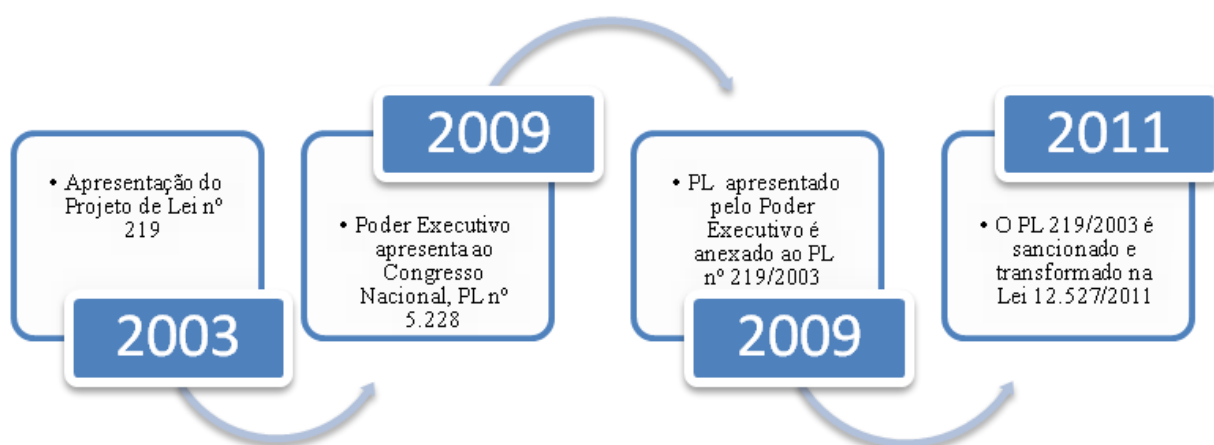 • Apresentação do
Projeto de Lei nº
219
2003
2009
• Poder Executivo
apresenta ao
Congresso
Nacional, PL nº
5.228
• PL apresentado
pelo Poder
Executivo é
anexado ao PL
nº 219/2003
2009
2011
• O PL 219/2003 é
sancionado e
transformado na
Lei 12.527/2011